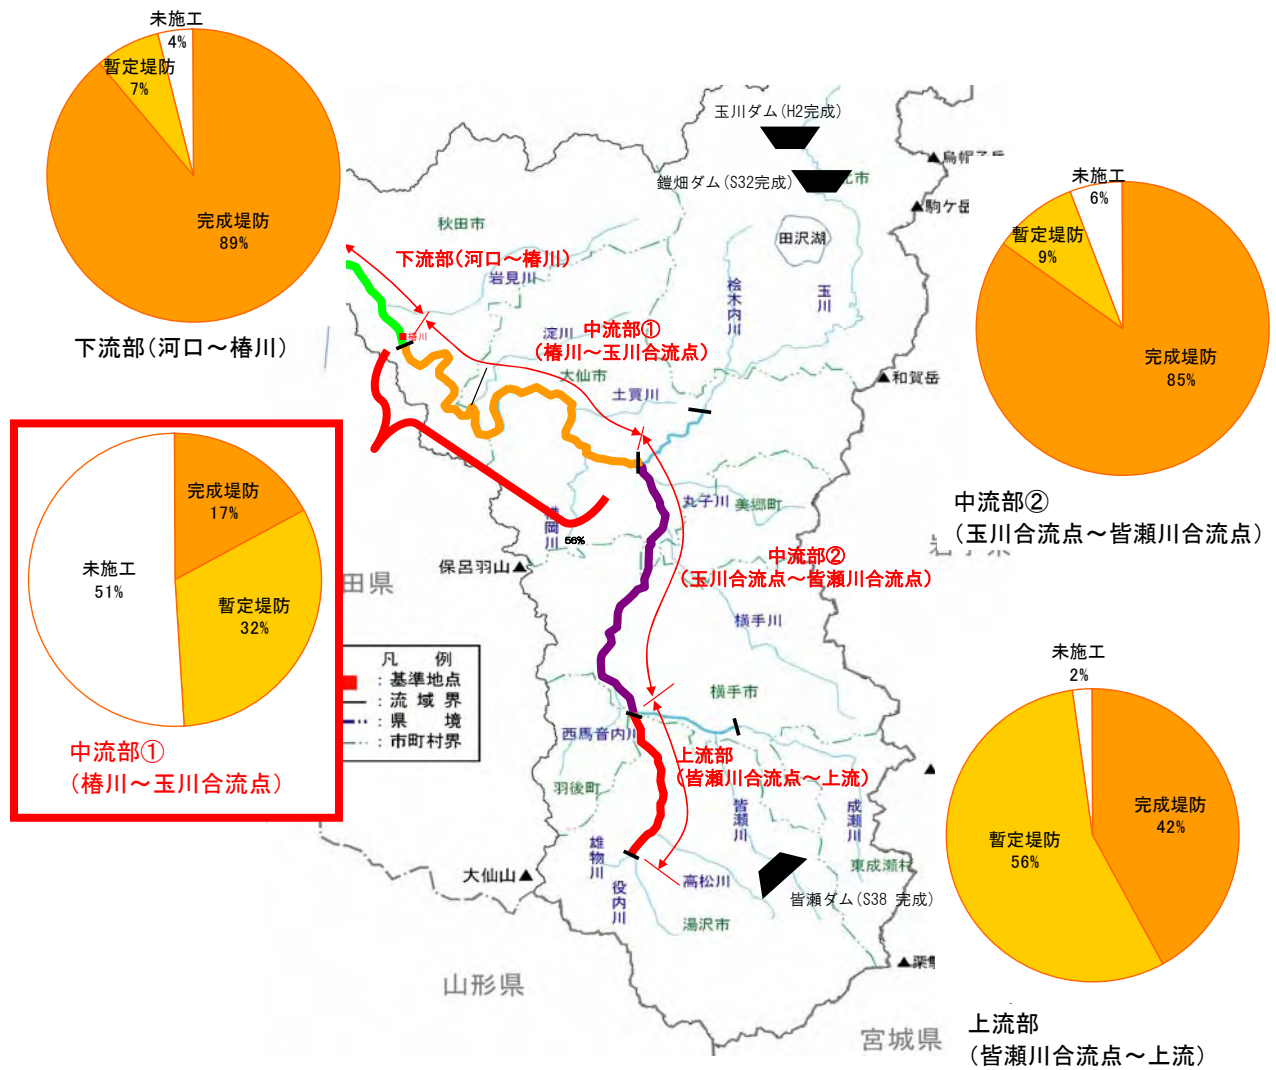 未施工
4%
暫定堤防
7%
完成堤防
89%
下流部(河口～椿川)
玉川ダム(H2完成)
鎧畑ダム(S32完成)
北市
駒ケ岳
田沢湖
秋田市
下流部(河口～椿川)
岩見川
桧木内川
玉川
椿川
淀川
中流部①
(椿川～玉川合流点)
大仙市
土買川
和賀岳
未施工
6%
暫定堤防
9%
完成堤防
85%
中流部②
(玉川合流点～皆瀬川合流点)
完成堤防
17%
未施工
51%
暫定堤防
32%
中流部①
(椿川～玉川合流点)
丸子川
美郷町
56%
保呂羽山
田県
中流部②
(玉川合流点～皆瀬川合流点)
横手川
凡 例
: 基準地点
: 流域界
: 県 境
: 市町村界
横手市
西馬音内川
上流部
(皆瀬川合流点～上流)
羽後町
皆瀬川
成瀬川
雄物川
役内川
高松川
東成瀬村
大仙山
皆瀬ダム(S38 完成)
湯沢市
山形県
宮城県
未施工
2%
完成堤防
42%
暫定堤防
56%
上流部
(皆瀬川合流点～上流)